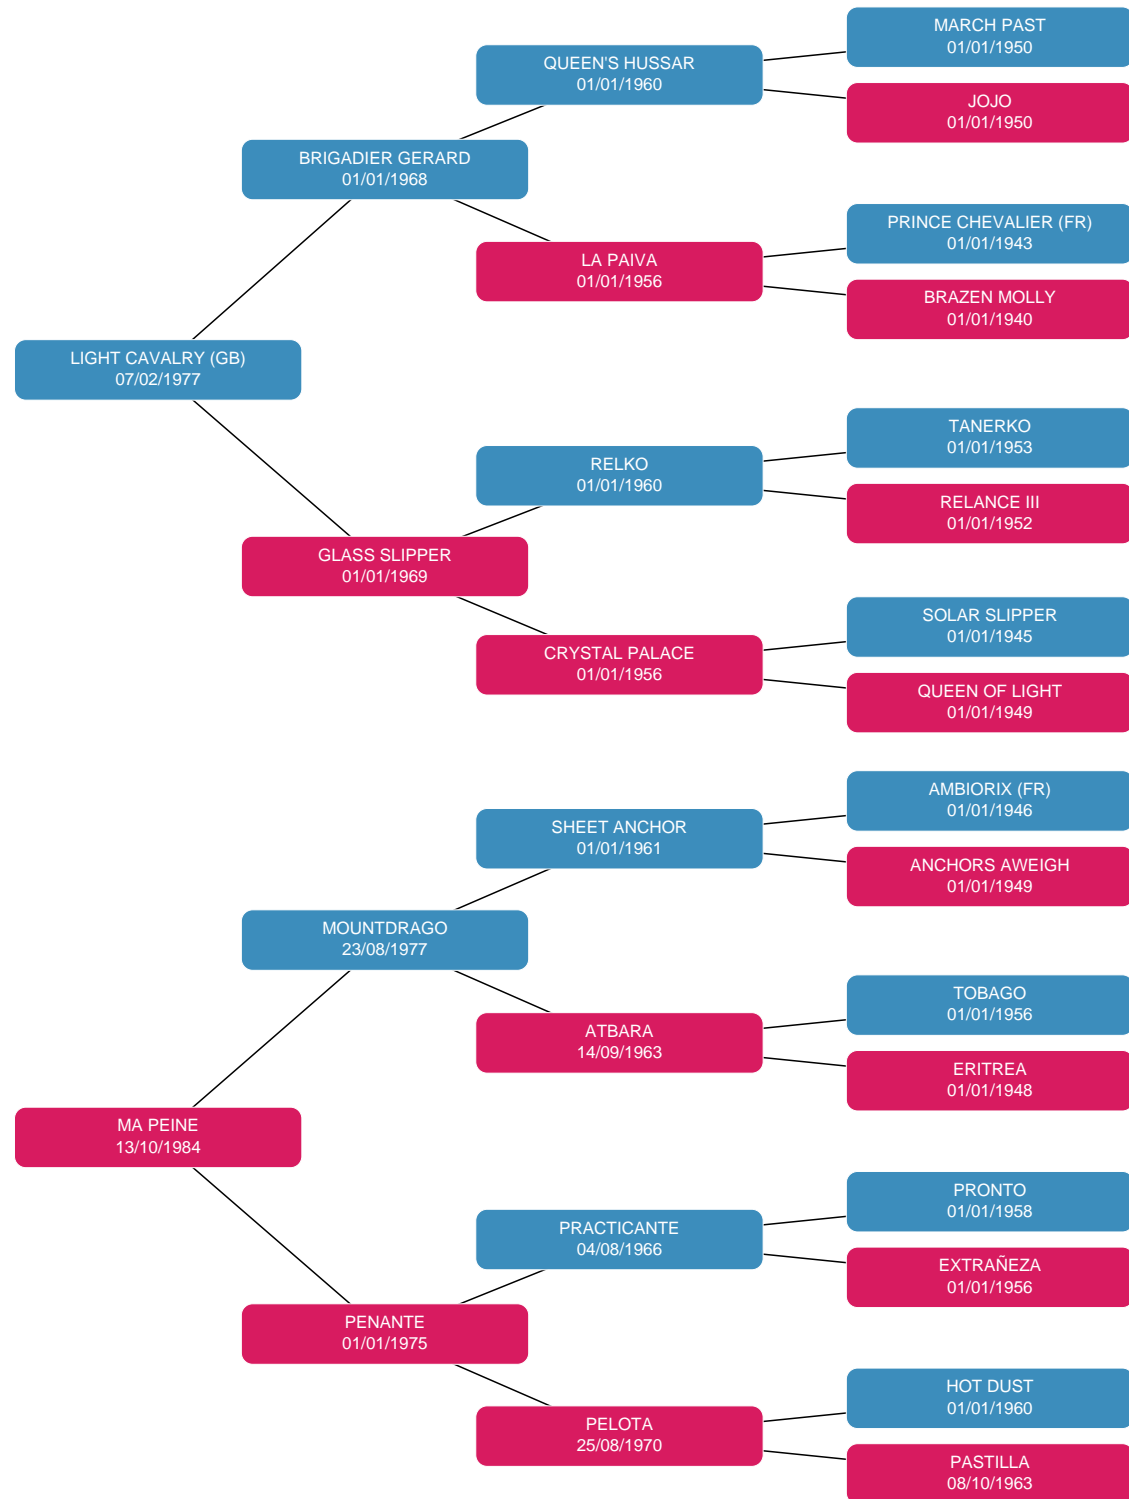 MARCH PAST
01/01/1950
QUEEN'S HUSSAR
01/01/1960
JOJO
01/01/1950
BRIGADIER GERARD
01/01/1968
PRINCE CHEVALIER (FR)
01/01/1943
LA PAIVA
01/01/1956
BRAZEN MOLLY
01/01/1940
LIGHT CAVALRY (GB)
07/02/1977
TANERKO
01/01/1953
RELKO
01/01/1960
RELANCE III
01/01/1952
GLASS SLIPPER
01/01/1969
SOLAR SLIPPER
01/01/1945
CRYSTAL PALACE
01/01/1956
QUEEN OF LIGHT
01/01/1949
AMBIORIX (FR)
01/01/1946
SHEET ANCHOR
01/01/1961
ANCHORS AWEIGH
01/01/1949
MOUNTDRAGO
23/08/1977
TOBAGO
01/01/1956
ATBARA
14/09/1963
ERITREA
01/01/1948
MA PEINE
13/10/1984
PRONTO
01/01/1958
PRACTICANTE
04/08/1966
EXTRAÑEZA
01/01/1956
PENANTE
01/01/1975
HOT DUST
01/01/1960
PELOTA
25/08/1970
PASTILLA
08/10/1963